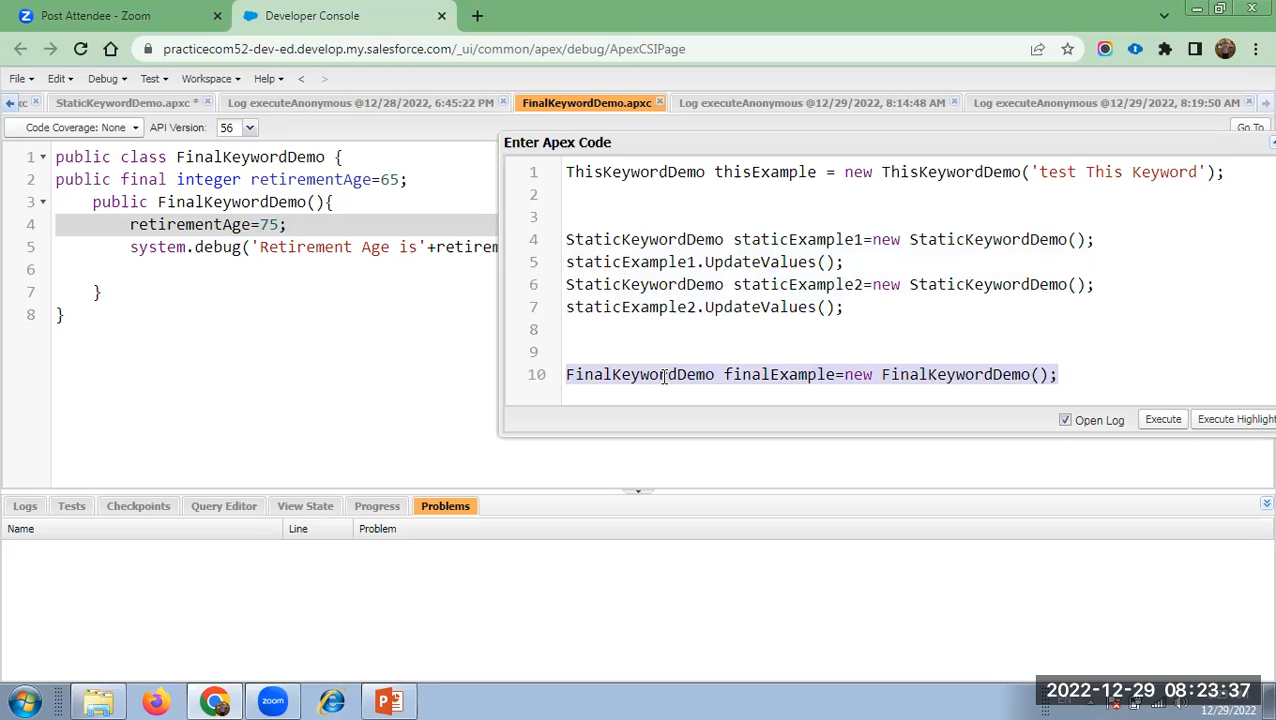 Post Attendee - Zoom
Developer Console
practicecom52-dev-ed.develop.my.salesforce.com/_ui/common/apex/debug/ApexCSIPage
File Edit Debug Test Workspace Help < >
xc StaticKeywordDemo.apxc * Log executeAnonymous @12/28/2022, 6:45:22 PM FinalKeywordDemo.apxc Log executeAnonymous @12/29/2022, 8:14:48 AM Log executeAnonymous @12/29/2022, 8:19:50 AM
Code Coverage: None API Version: 56 Go To
1 public class FinalKeywordDemo {
2 public final integer retirementAge=65;
3 public FinalKeywordDemo(){
4 retirementAge=75;
5 system.debug('Retirement Age is'+retirem
6
7 }
8 }
Enter Apex Code
1 ThisKeywordDemo thisExample = new ThisKeywordDemo('test This Keyword');
2
3
4 StaticKeywordDemo staticExample1=new StaticKeywordDemo();
5 staticExample1.UpdateValues();
6 StaticKeywordDemo staticExample2=new StaticKeywordDemo();
7 staticExample2.UpdateValues();
8
9
10 FinalKeywordDemo finalExample=new FinalKeywordDemo();
Open Log Execute Execute Highlight
Logs Tests Checkpoints Query Editor View State Progress Problems
Name Line Problem
zoom
2022-12-29 08:23:37
12/29/2022